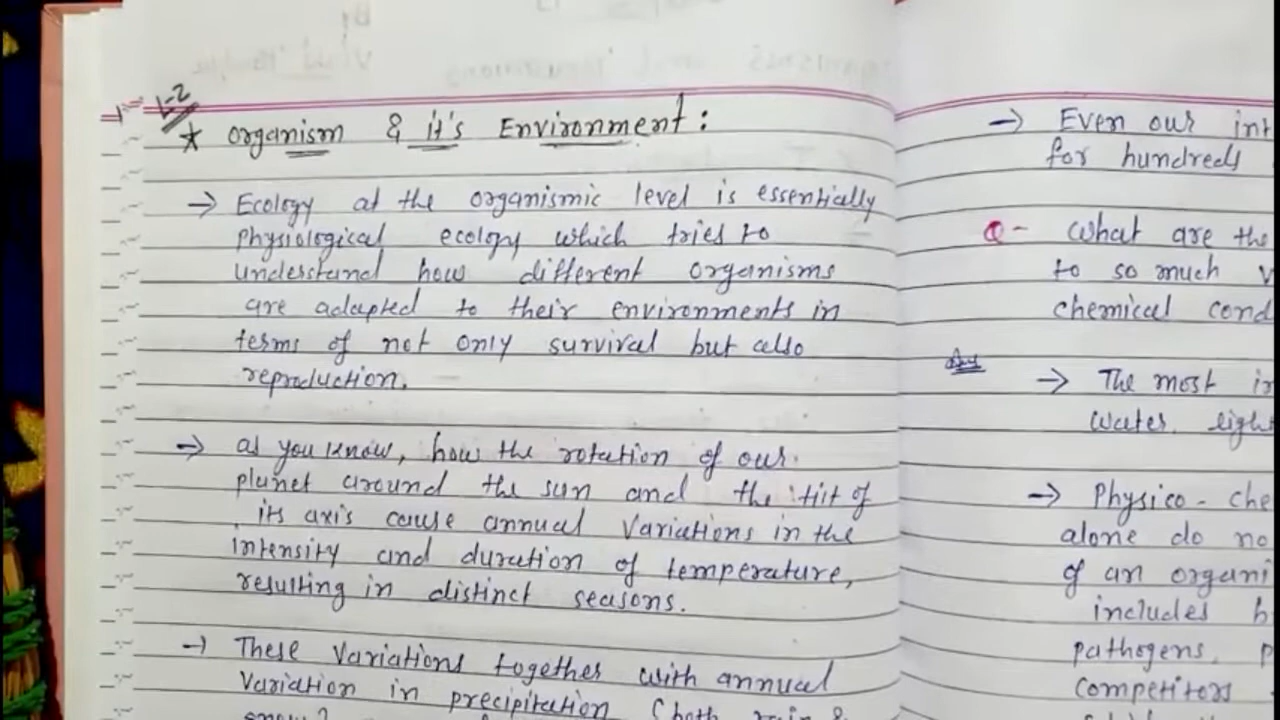 L-2
* Organism & it's Environment :
→ Ecology at the organismic level is essentially
physiological ecology which tries to
understand how different organisms
are adapted to their environments in
terms of not only survival but also
reproduction.
→ as you know, how the rotation of our
planet around the sun and the tilt of
its axis cause annual variations in the
intensity and duration of temperature,
resulting in distinct seasons.
→ These variations together with annual
variation in precipitation (both rain &
snow)
→ Even our int
for hundreds
Q- What are the
to so much v
chemical cond
Ans
→ The most i
water, light
→ Physico-che
alone do no
of an organi
includes
pathogens, p
competitors